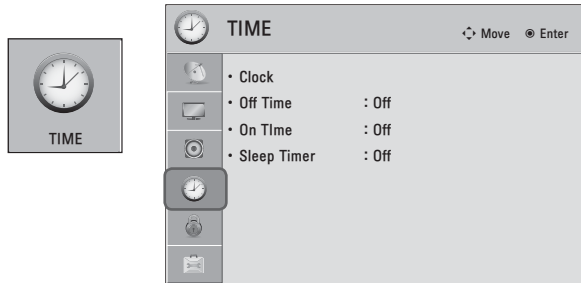 TIME
TIME
Move Enter
• Clock
• Off Time : Off
• On TIme : Off
• Sleep Timer : Off